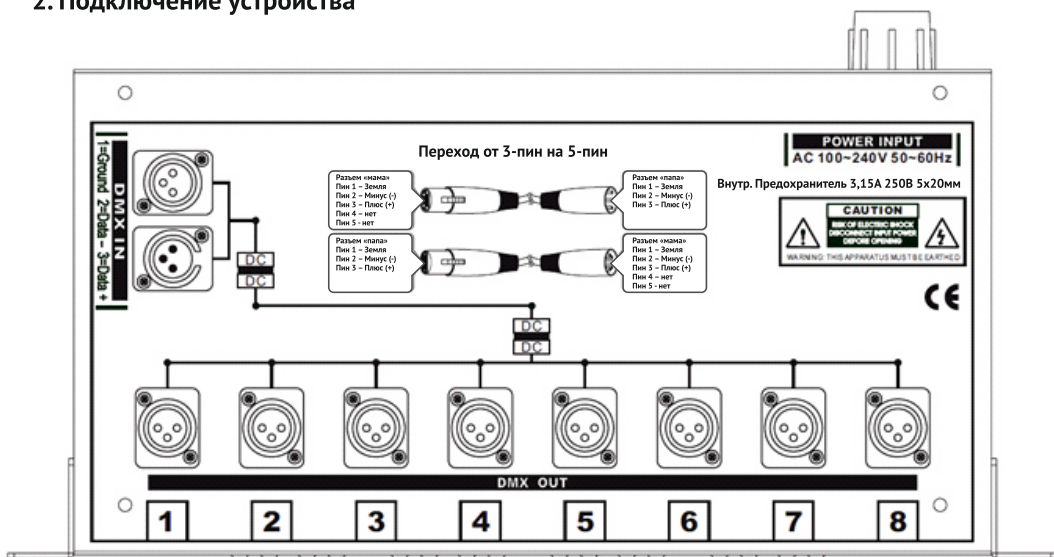 2. Подключение устройства
POWER INPUT
AC 100~240V 50~60Hz
Внутр. Предохранитель 3,15А 250В 5х20мм
CAUTION
RISK OF ELECTRIC SHOCK
DISCONNECT INPUT POWER
BEFORE OPENING
WARNING: THIS APPARATUS MUST BE EARTHED
CE
Переход от 3-пин на 5-пин
Разъем «мама»
Пин 1 – Земля
Пин 2 – Минус (-)
Пин 3 – Плюс (+)
Пин 4 – нет
Пин 5 - нет
Разъем «папа»
Пин 1 – Земля
Пин 2 – Минус (-)
Пин 3 – Плюс (+)
Разъем «папа»
Пин 1 – Земля
Пин 2 – Минус (-)
Пин 3 – Плюс (+)
Разъем «мама»
Пин 1 – Земля
Пин 2 – Минус (-)
Пин 3 – Плюс (+)
Пин 4 – нет
Пин 5 - нет
DMX IN
1=Ground 2=Data – 3=Data +
DC
DC
DC
DC
DMX OUT
1 2 3 4 5 6 7 8